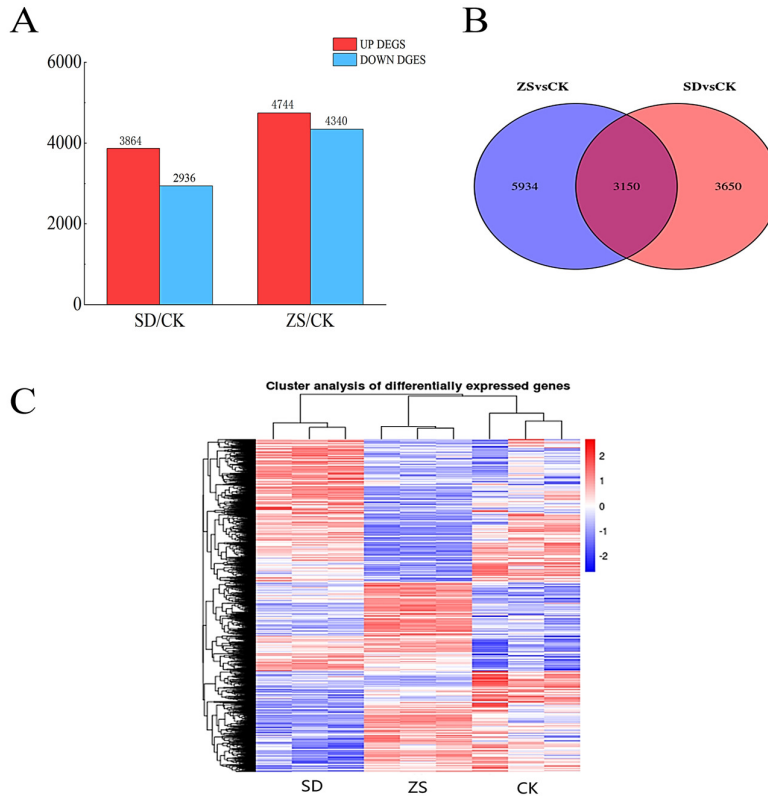 A
UP DEGS
DOWN DGES
6000
4000
2000
0
3864
2936
4744
4340
SD/CK
ZS/CK
B
ZSvsCK
SDvsCK
5934
3150
3650
C
Cluster analysis of differentially expressed genes
2
1
0
-1
-2
SD
ZS
CK